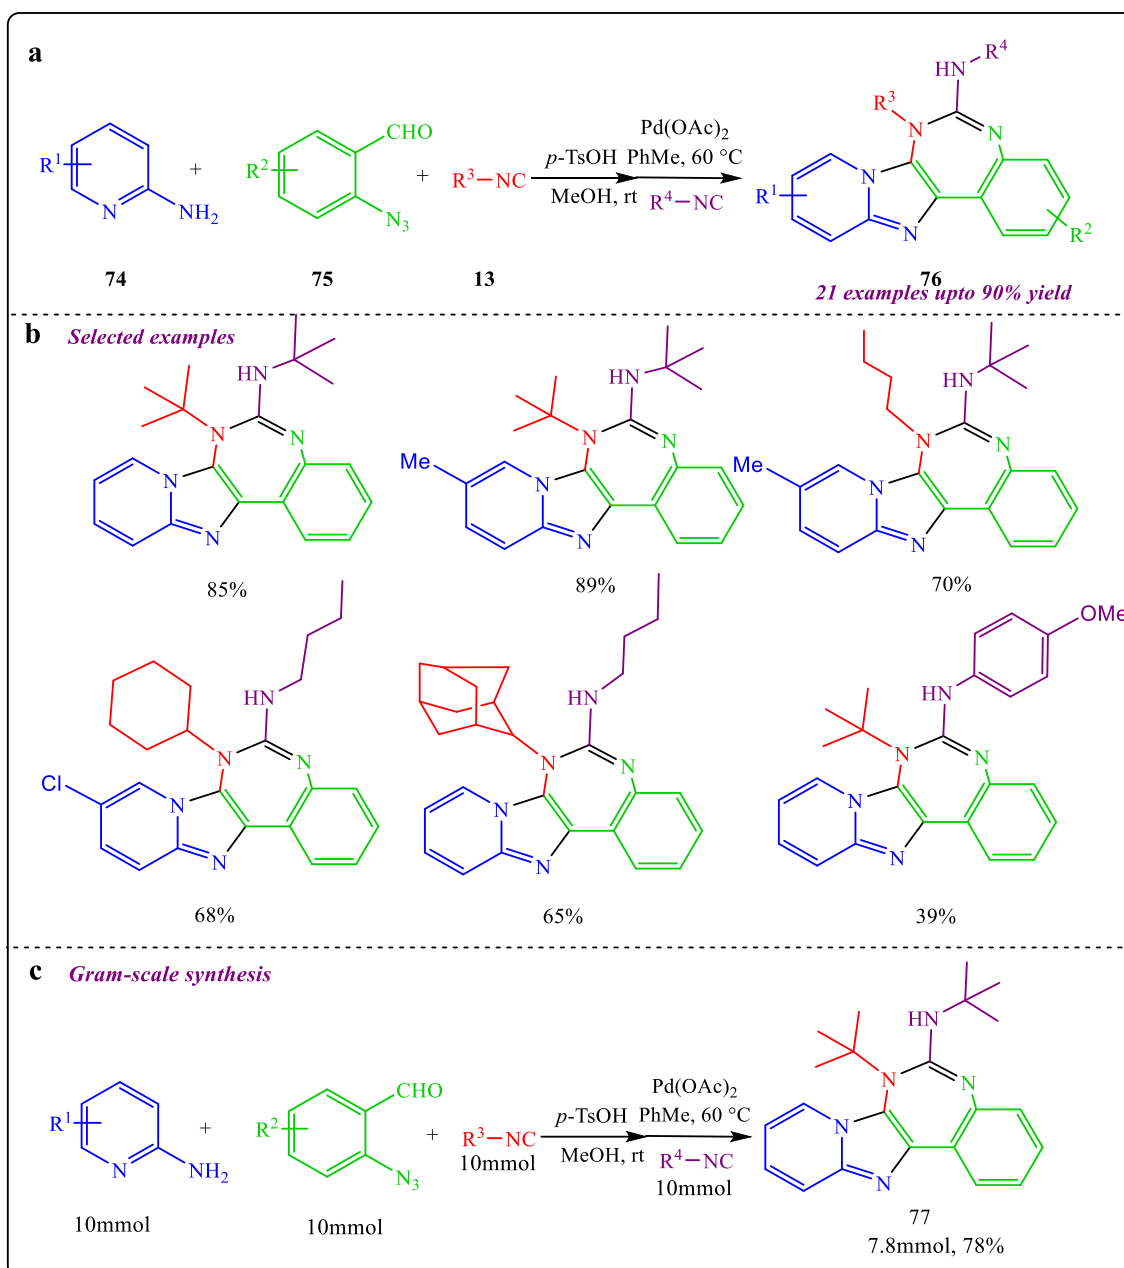 a
R¹
N
NH₂
+
R²
CHO
N₃
+
R³–NC
p-TsOH
MeOH, rt
Pd(OAc)₂
PhMe, 60 °C
R⁴–NC
HN
R⁴
R³
N
N
R¹
N
N
R²
74
75
13
76
21 examples upto 90% yield
b
Selected examples
HN
N
N
N
N
85%
HN
N
N
Me
N
N
89%
HN
N
N
Me
N
N
70%
HN
N
N
Cl
N
N
68%
HN
N
N
N
N
65%
OMe
HN
N
N
N
N
39%
c
Gram-scale synthesis
R¹
N
NH₂
10mmol
+
R²
CHO
N₃
10mmol
+
R³–NC
10mmol
p-TsOH
MeOH, rt
Pd(OAc)₂
PhMe, 60 °C
R⁴–NC
10mmol
HN
N
N
N
N
77
7.8mmol, 78%